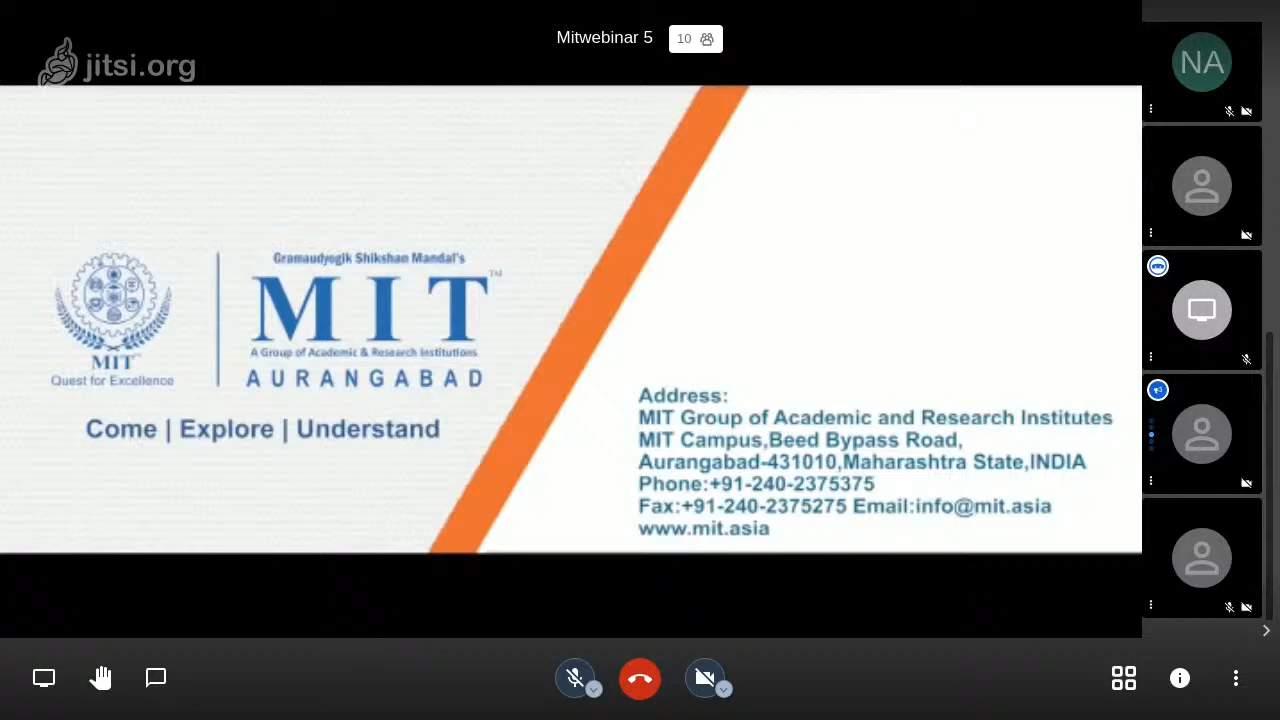 Mitwebinar 5
10
jitsi.org
NA
Gramaudyogik Shikshan Mandal's
MIT™
A Group of Academic & Research Institutions
AURANGABAD
MIT
Quest for Excellence
Come | Explore | Understand
Address:
MIT Group of Academic and Research Institutes
MIT Campus,Beed Bypass Road,
Aurangabad-431010,Maharashtra State,INDIA
Phone:+91-240-2375375
Fax:+91-240-2375275 Email:info@mit.asia
www.mit.asia